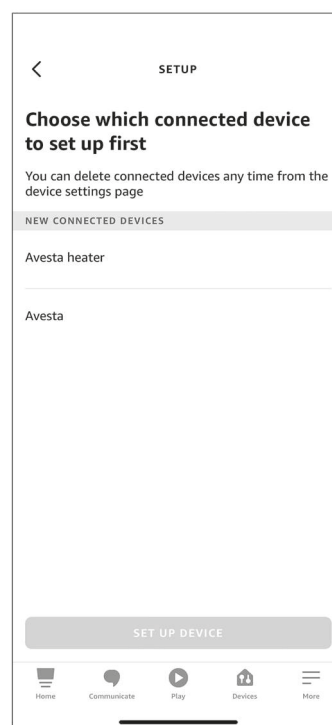 SETUP
Choose which connected device
to set up first
You can delete connected devices any time from the
device settings page
NEW CONNECTED DEVICES
Avesta heater
Avesta
SET UP DEVICE
Home Communicate Play Devices More